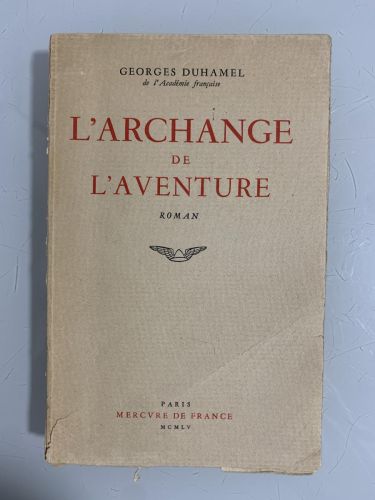 GEORGES DUHAMEL
de l'Académie française
L'ARCHANGE
DE
L'AVENTURE
ROMAN
PARIS
MERCVRE DE FRANCE
MCMLV